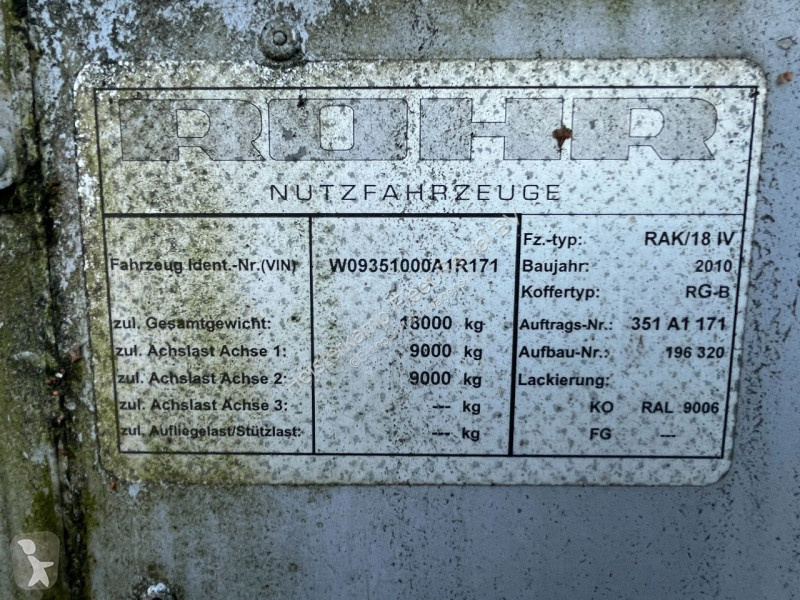 ROHR
NUTZFAHRZEUGE
Fahrzeug Ident.-Nr.(VIN) W09351000A1R171
zul. Gesamtgewicht: 18000 kg
zul. Achslast Achse 1: 9000 kg
zul. Achslast Achse 2: 9000 kg
zul. Achslast Achse 3: --- kg
zul. Aufliegelast/Stützlast: --- kg
Fz.-typ: RAK/18 IV
Baujahr: 2010
Koffertyp: RG-B
Auftrags-Nr.: 351 A1 171
Aufbau-Nr.: 196 320
Lackierung:
KO RAL 9006
FG ---